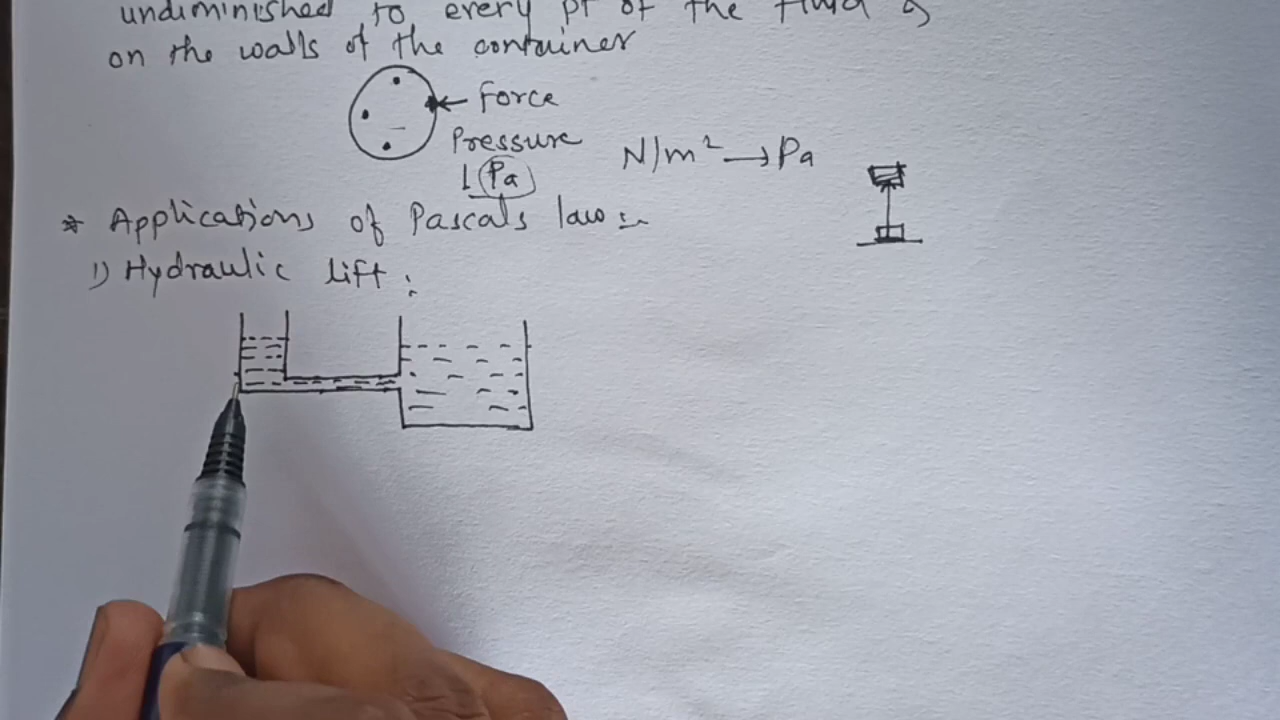 undiminished to every pt of the fluid &
on the walls of the container
Force
Pressure
N/m² → Pa
1 Pa
* Applications of Pascals law :-
1) Hydraulic lift :